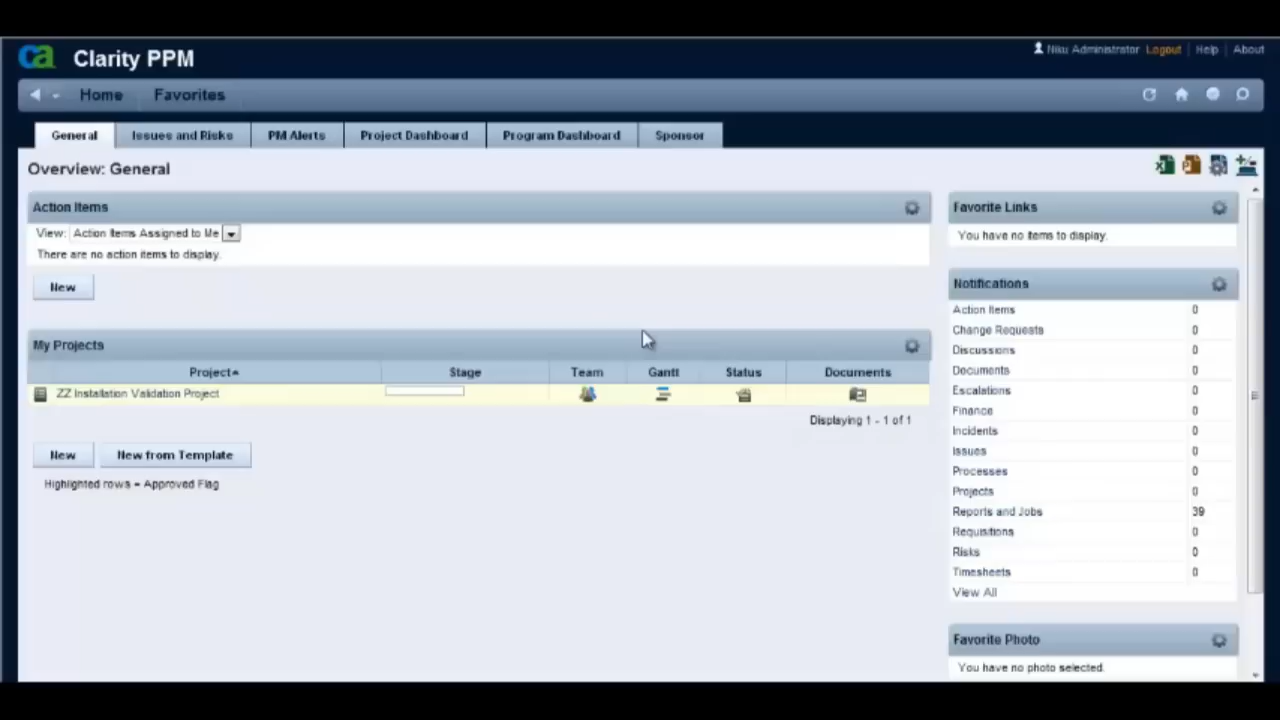 ca Clarity PPM
Niku Administrator Logout Help About
Home Favorites
General Issues and Risks PM Alerts Project Dashboard Program Dashboard Sponsor
Overview: General
Action Items
View: Action Items Assigned to Me
There are no action items to display.
New
My Projects
Project Stage Team Gantt Status Documents
ZZ Installation Validation Project
Displaying 1 - 1 of 1
New New from Template
Highlighted rows = Approved Flag
Favorite Links
You have no items to display.
Notifications
Action Items 0
Change Requests 0
Discussions 0
Documents 0
Escalations 0
Finance 0
Incidents 0
Issues 0
Processes 0
Projects 0
Reports and Jobs 39
Requisitions 0
Risks 0
Timesheets 0
View All
Favorite Photo
You have no photo selected.